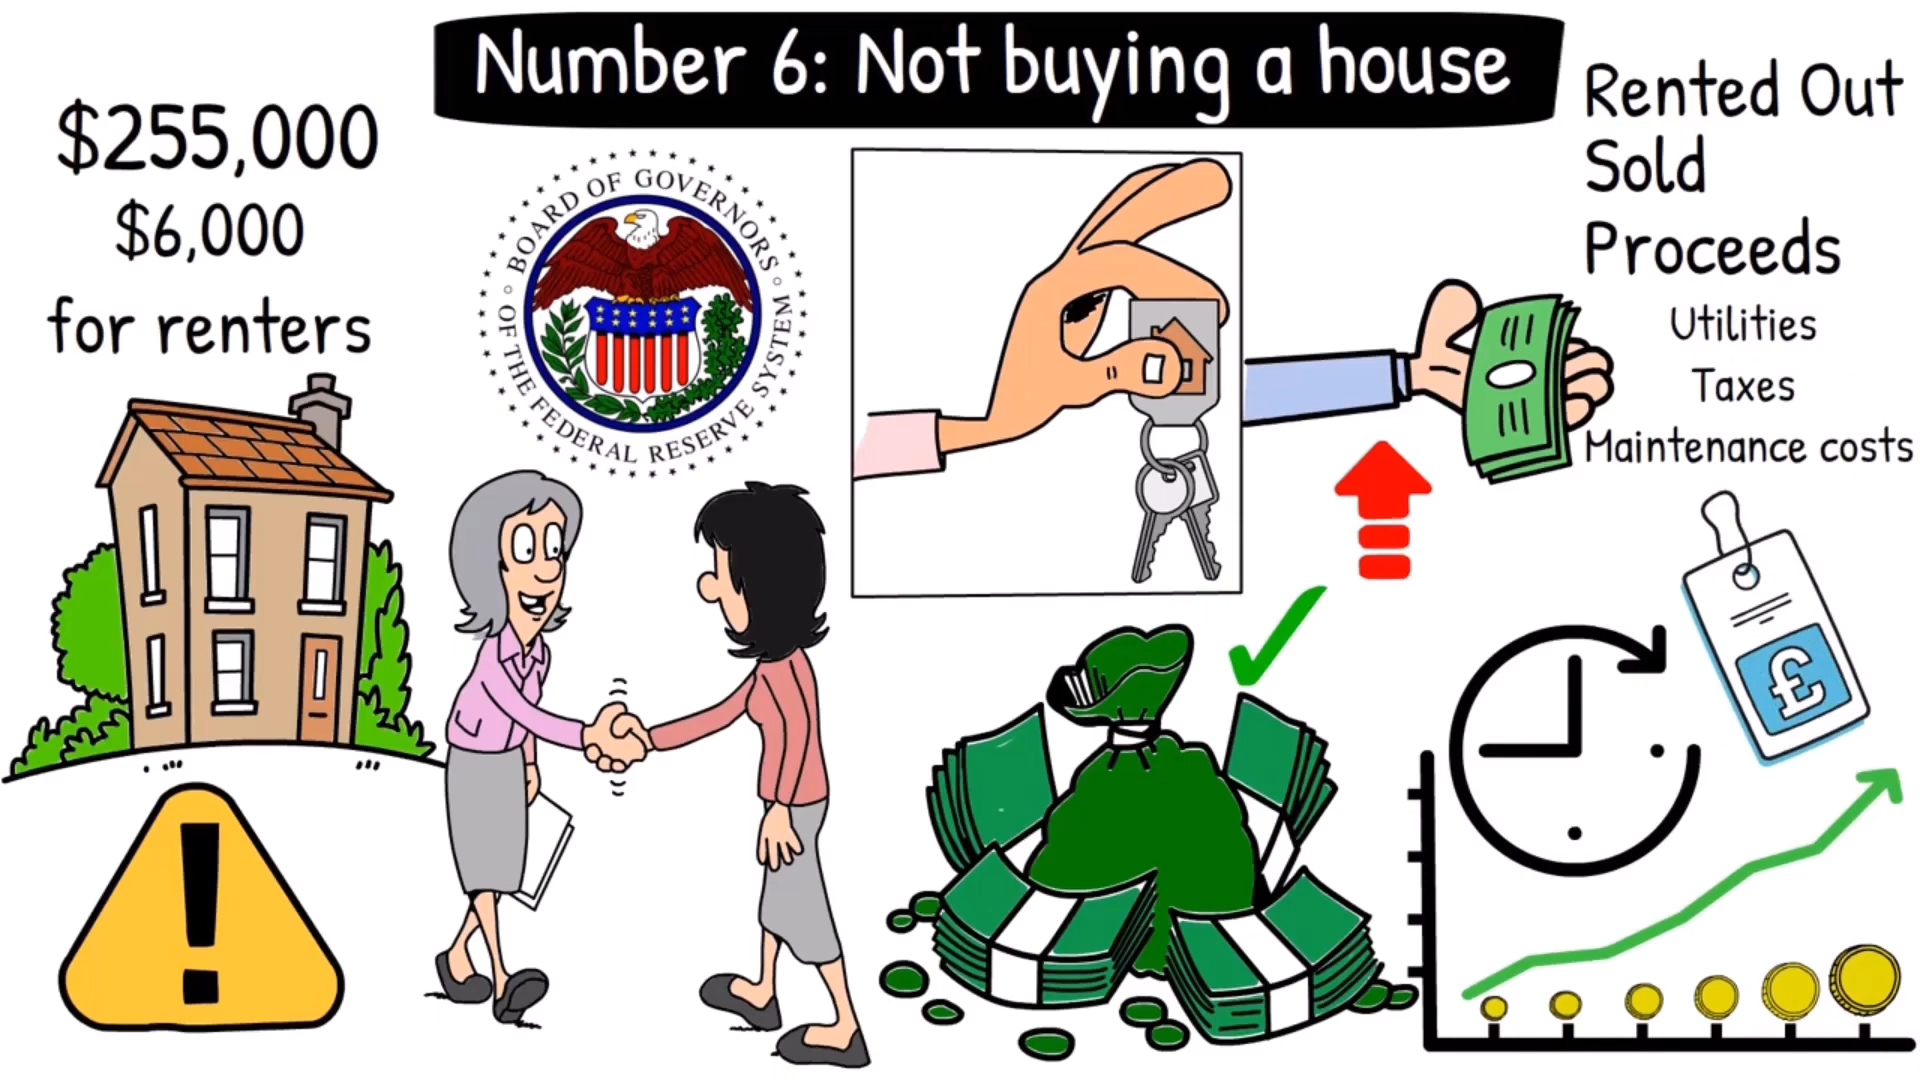 Number 6: Not buying a house
$255,000
$6,000
for renters
BOARD OF GOVERNORS
OF THE FEDERAL RESERVE SYSTEM
Rented Out
Sold
Proceeds
Utilities
Taxes
Maintenance costs
£